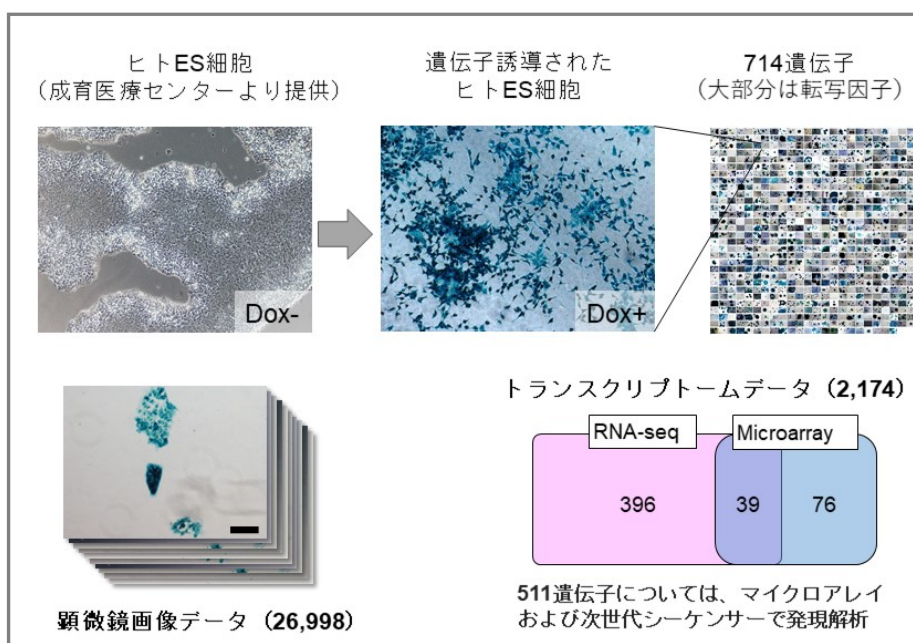 ヒトES細胞
（成育医療センターより提供）
遺伝子誘導された
ヒトES細胞
714遺伝子
（大部分は転写因子）
Dox-
Dox+
トランスクリプトームデータ（2,174）
RNA-seq
Microarray
396
39
76
511遺伝子については、マイクロアレイ
および次世代シーケンサーで発現解析
顕微鏡画像データ（26,998）